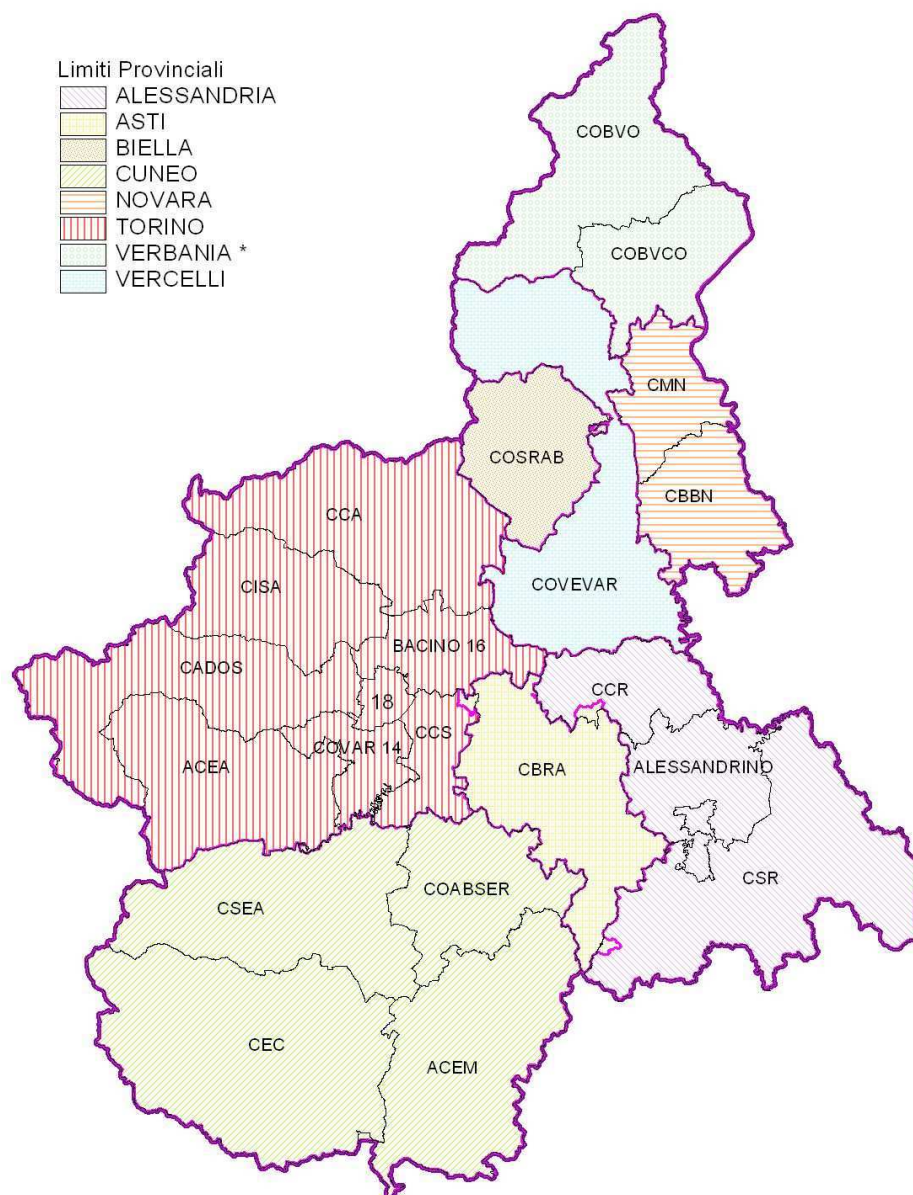 Limiti Provinciali
ALESSANDRIA
ASTI
BIELLA
CUNEO
NOVARA
TORINO
VERBANIA *
VERCELLI
COBVO
COBVCO
CMN
COSRAB
CBBN
CCA
CISA
COVEVAR
BACINO 16
CADOS
CCR
18
CCS
COVAR 14
ACEA
CBRA
ALESSANDRINO
CSR
COABSER
CSEA
CEC
ACEM